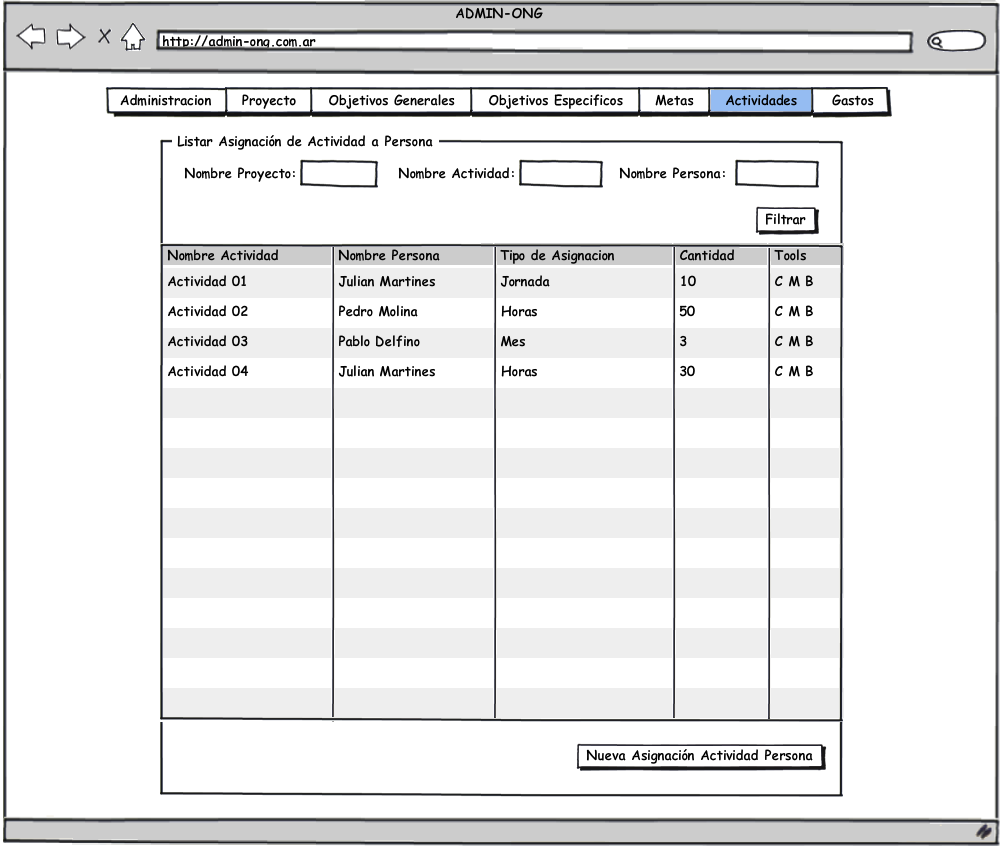 ADMIN-ONG
http://admin-ong.com.ar
Administracion Proyecto Objetivos Generales Objetivos Especificos Metas Actividades Gastos
Listar Asignación de Actividad a Persona
Nombre Proyecto: Nombre Actividad: Nombre Persona:
Filtrar
Nombre Actividad Nombre Persona Tipo de Asignacion Cantidad Tools
Actividad 01 Julian Martines Jornada 10 C M B
Actividad 02 Pedro Molina Horas 50 C M B
Actividad 03 Pablo Delfino Mes 3 C M B
Actividad 04 Julian Martines Horas 30 C M B
Nueva Asignación Actividad Persona